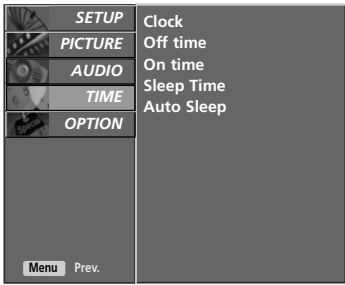 SETUP
PICTURE
AUDIO
TIME
OPTION
Clock
Off time
On time
Sleep Time
Auto Sleep
Menu Prev.